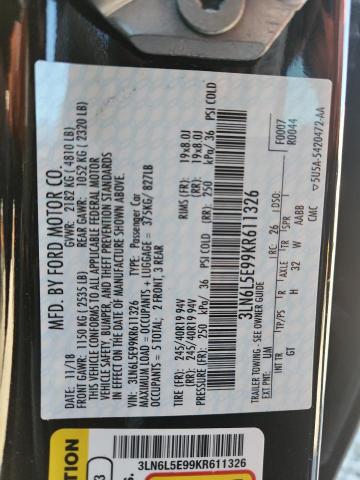 MFD. BY FORD MOTOR CO.
11/18 GVWR: 2182 KG (4810 LB)
FRONT GAWR: 1150 KG (2535 LB) REAR GAWR: 1052 KG (2320 LB)
THIS VEHICLE CONFORMS TO ALL APPLICABLE FEDERAL MOTOR
VEHICLE SAFETY, BUMPER, AND THEFT PREVENTION STANDARDS
IN EFFECT ON THE DATE OF MANUFACTURE SHOWN ABOVE.
VIN: 3LN6L5E99KR611326 TYPE: Passenger Car
MAXIMUM LOAD = OCCUPANTS + LUGGAGE = 375KG/ 827LB
OCCUPANTS = 5 TOTAL; 2 FRONT; 3 REAR
TIRE (FR): 245/40R19 94V RIMS (FR): 19x8.0J
TIRE (RR): 245/40R19 94V RIMS (RR): 19x8.0J
PRESSURE (FR): 250 kPa/ 36 PSI COLD (RR): 250 kPa/ 36 PSI COLD
3LN6L5E99KR611326
TRAILER TOWING - SEE OWNER GUIDE
F0007
R0044
EXT PNT: UM RC: 26 DSO:
INT TR TP/PS R AXLE TR SPR
GT H 32 W AABB
CMC 5U5A-5420472-AA
3LN6L5E99KR611326